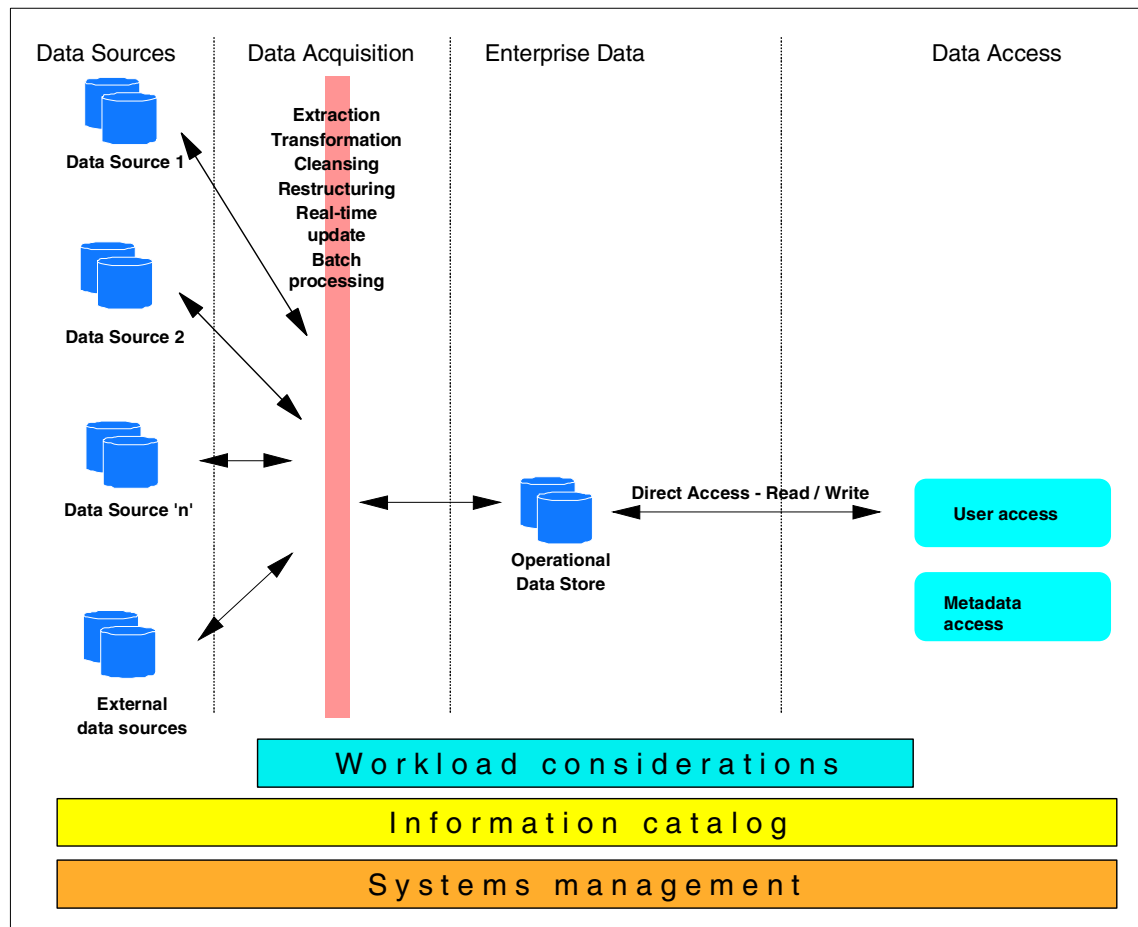 Data Sources
Data Acquisition
Enterprise Data
Data Access
Extraction
Transformation
Cleansing
Restructuring
Real-time
update
Batch
processing
Data Source 1
Data Source 2
Data Source 'n'
External
data sources
Operational
Data Store
Direct Access - Read / Write
User access
Metadata
access
Workload considerations
Information catalog
Systems management